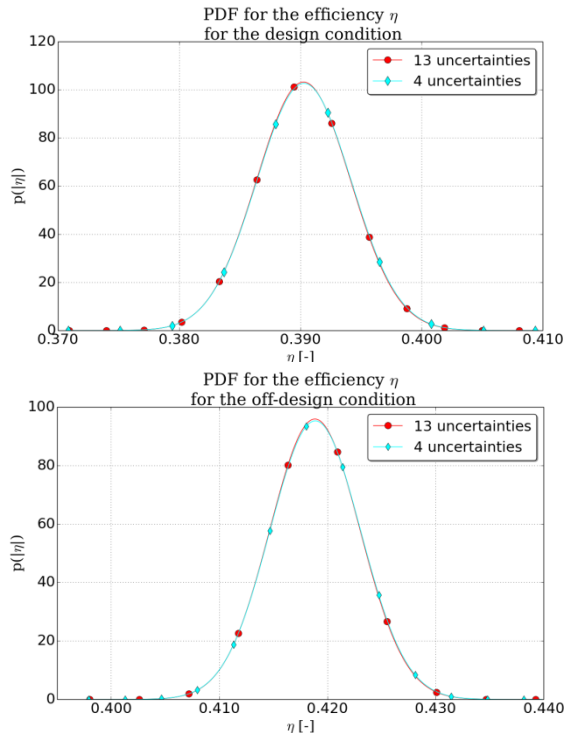 PDF for the efficiency η
for the design condition
120
100
80
60
40
20
0
p(|η|)
13 uncertainties
4 uncertainties
0.370
0.380
0.390
0.400
0.410
η [-]
PDF for the efficiency η
for the off-design condition
100
80
60
40
20
0
p(|η|)
13 uncertainties
4 uncertainties
0.400
0.410
0.420
0.430
0.440
η [-]